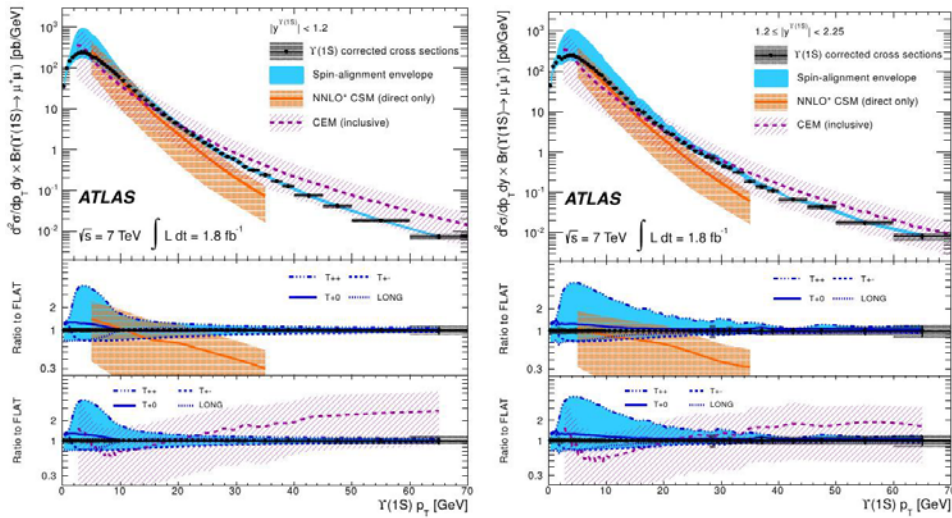 |y^Υ(1S)| < 1.2
d²σ/dp_T dy × Br(Υ(1S)→ μ⁺μ⁻) [pb/GeV]
10³
10²
10
1
10⁻¹
10⁻²
Υ(1S) corrected cross sections
Spin-alignment envelope
NNLO* CSM (direct only)
CEM (inclusive)
ATLAS
√s = 7 TeV ∫ L dt = 1.8 fb⁻¹
Ratio to FLAT
2
1
0.3
T++ T+-
T+0 LONG
Ratio to FLAT
2
1
0.3
T++ T+-
T+0 LONG
0 10 20 30 40 50 60 70
Υ(1S) p_T [GeV]
1.2 ≤ |y^Υ(1S)| < 2.25
d²σ/dp_T dy × Br(Υ(1S)→ μ⁺μ⁻) [pb/GeV]
10³
10²
10
1
10⁻¹
10⁻²
Υ(1S) corrected cross sections
Spin-alignment envelope
NNLO* CSM (direct only)
CEM (inclusive)
ATLAS
√s = 7 TeV ∫ L dt = 1.8 fb⁻¹
Ratio to FLAT
2
1
0.3
T++ T+-
T+0 LONG
Ratio to FLAT
2
1
0.3
T++ T+-
T+0 LONG
0 10 20 30 40 50 60 70
Υ(1S) p_T [GeV]